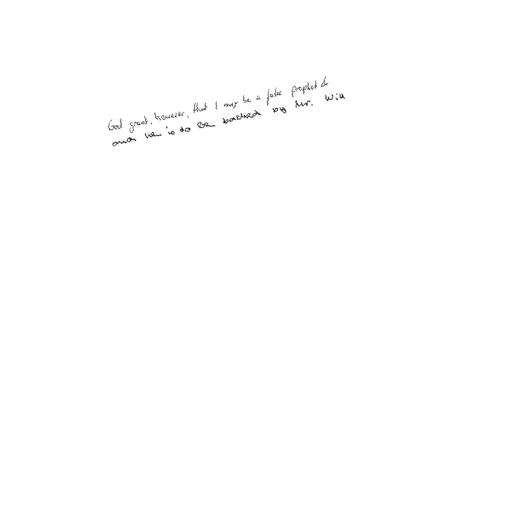 God grant, however, that I may be a false prophet &
and he is to be backed by Mr. Will